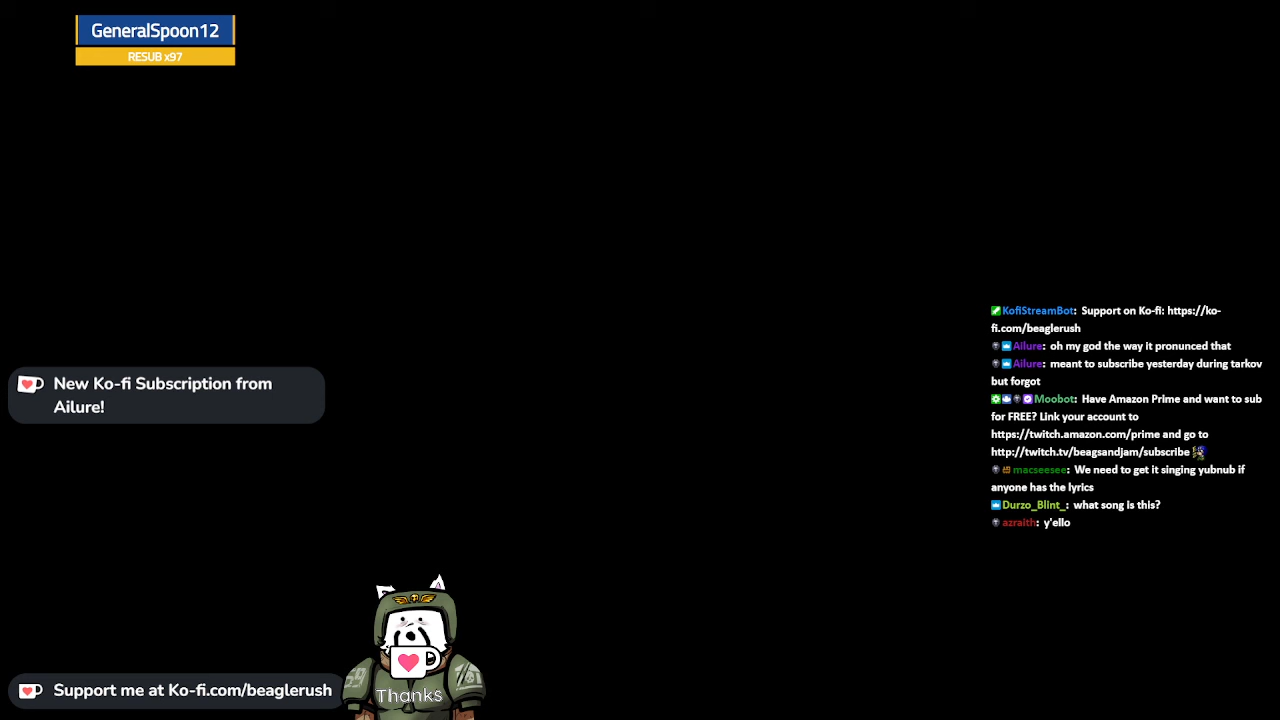 GeneralSpoon12
RESUB x97
KofiStreamBot: Support on Ko-fi: https://ko-
fi.com/beaglerush
Ailure: oh my god the way it pronunced that
Ailure: meant to subscribe yesterday during tarkov
but forgot
Moobot: Have Amazon Prime and want to sub
for FREE? Link your account to
https://twitch.amazon.com/prime and go to
http://twitch.tv/beagsandjam/subscribe
macseesee: We need to get it singing yubnub if
anyone has the lyrics
Durzo_Blint_: what song is this?
azraith: y'ello
New Ko-fi Subscription from
Ailure!
Support me at Ko-fi.com/beaglerush
Thanks